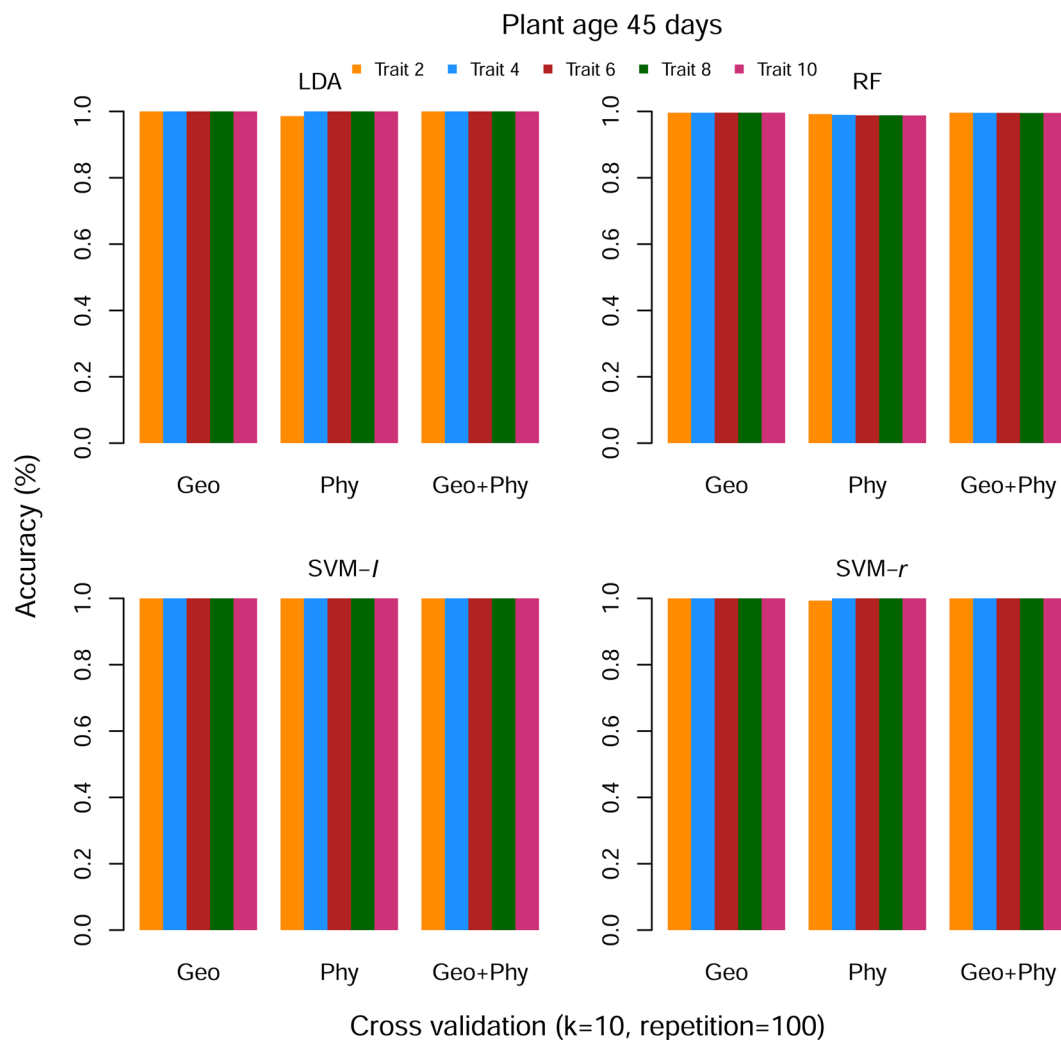 Plant age 45 days
Trait 2 Trait 4 Trait 6 Trait 8 Trait 10
LDA
1.0
0.8
0.6
0.4
0.2
0.0
Geo Phy Geo+Phy
RF
1.0
0.8
0.6
0.4
0.2
0.0
Geo Phy Geo+Phy
Accuracy (%)
SVM–l
1.0
0.8
0.6
0.4
0.2
0.0
Geo Phy Geo+Phy
SVM–r
1.0
0.8
0.6
0.4
0.2
0.0
Geo Phy Geo+Phy
Cross validation (k=10, repetition=100)